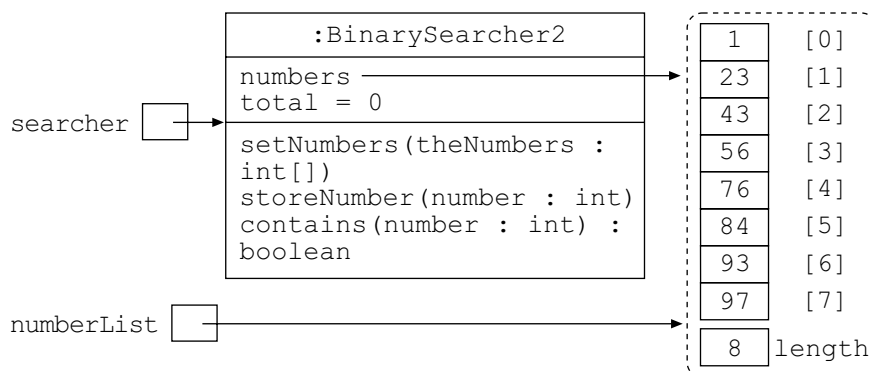 :BinarySearcher2
numbers
total = 0
searcher
setNumbers(theNumbers :
int[])
storeNumber(number : int)
contains(number : int) :
boolean
numberList
1 [0]
23 [1]
43 [2]
56 [3]
76 [4]
84 [5]
93 [6]
97 [7]
8 length